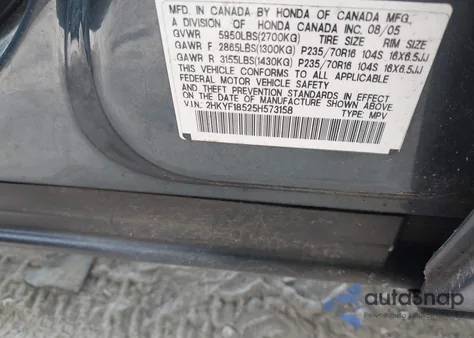 MFD. IN CANADA BY HONDA OF CANADA MFG.,
A DIVISION OF HONDA CANADA INC. 08/05
GVWR 5950LBS(2700KG) TIRE SIZE RIM SIZE
GAWR F 2865LBS(1300KG) P235/70R16 104S 16X6.5JJ
GAWR R 3155LBS(1430KG) P235/70R16 104S 16X6.5JJ
THIS VEHICLE CONFORMS TO ALL APPLICABLE
FEDERAL MOTOR VEHICLE SAFETY STANDARDS IN EFFECT
ON THE DATE OF MANUFACTURE SHOWN ABOVE.
V.I.N.: 2HKYF18525H573158 TYPE: MPV
autosnap